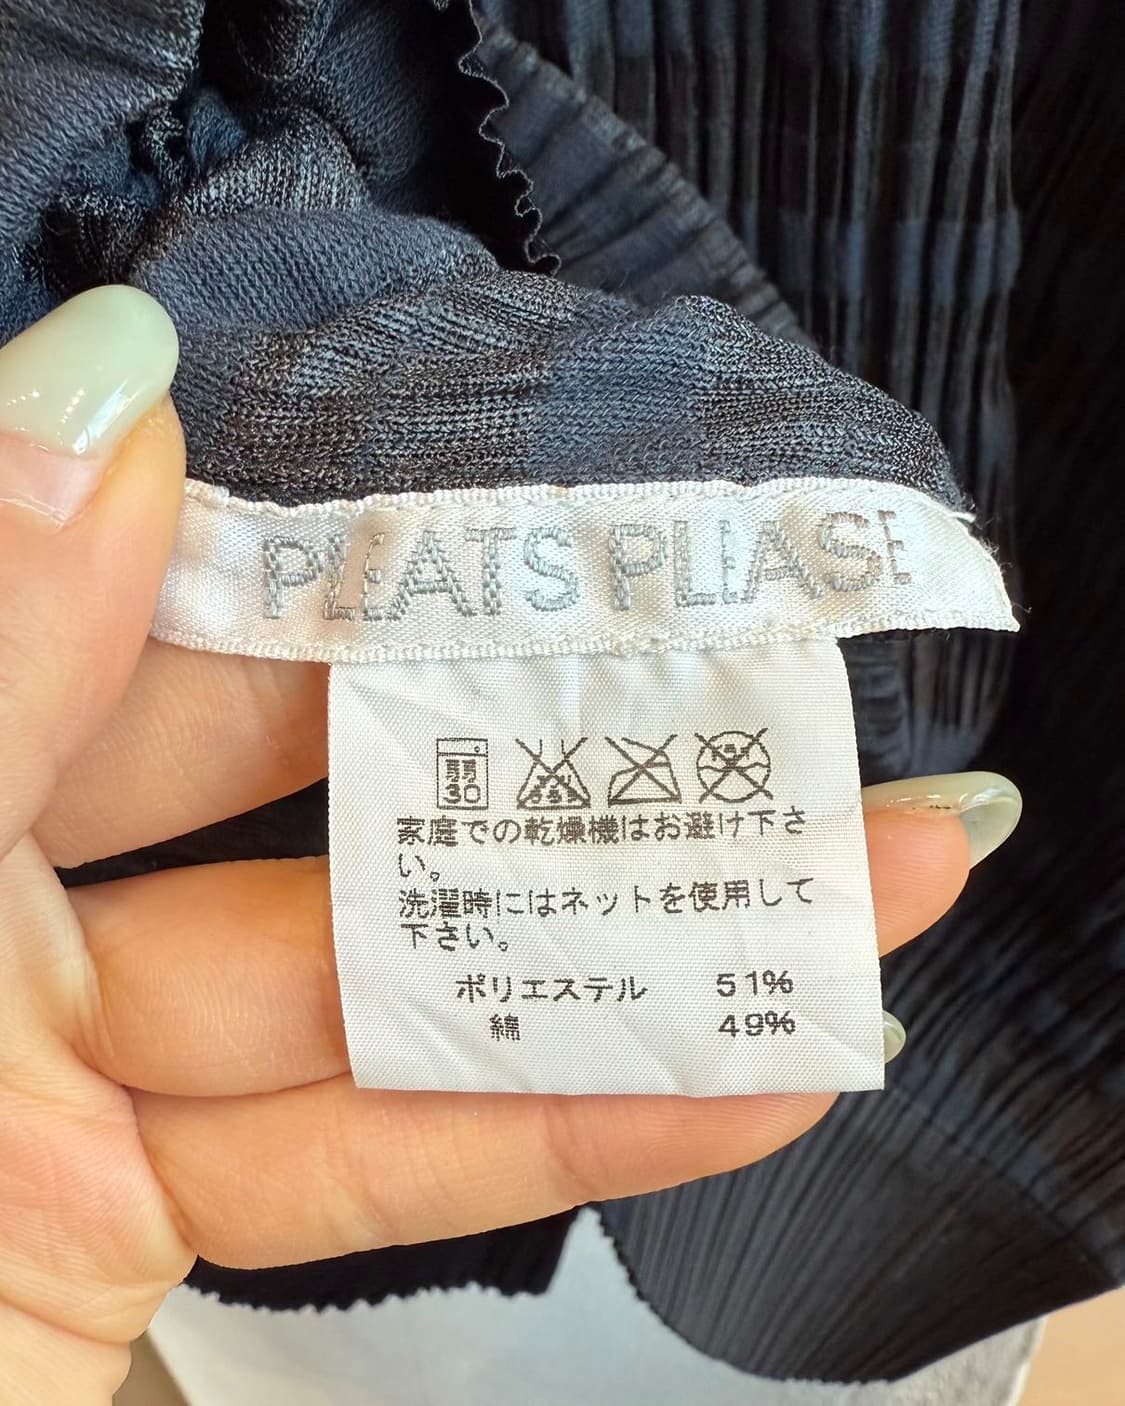 PLEATS PLEASE
弱
30
家庭での乾燥機はお避け下さ
い。
洗濯時にはネットを使用して
下さい。
ポリエステル 51%
綿 49%